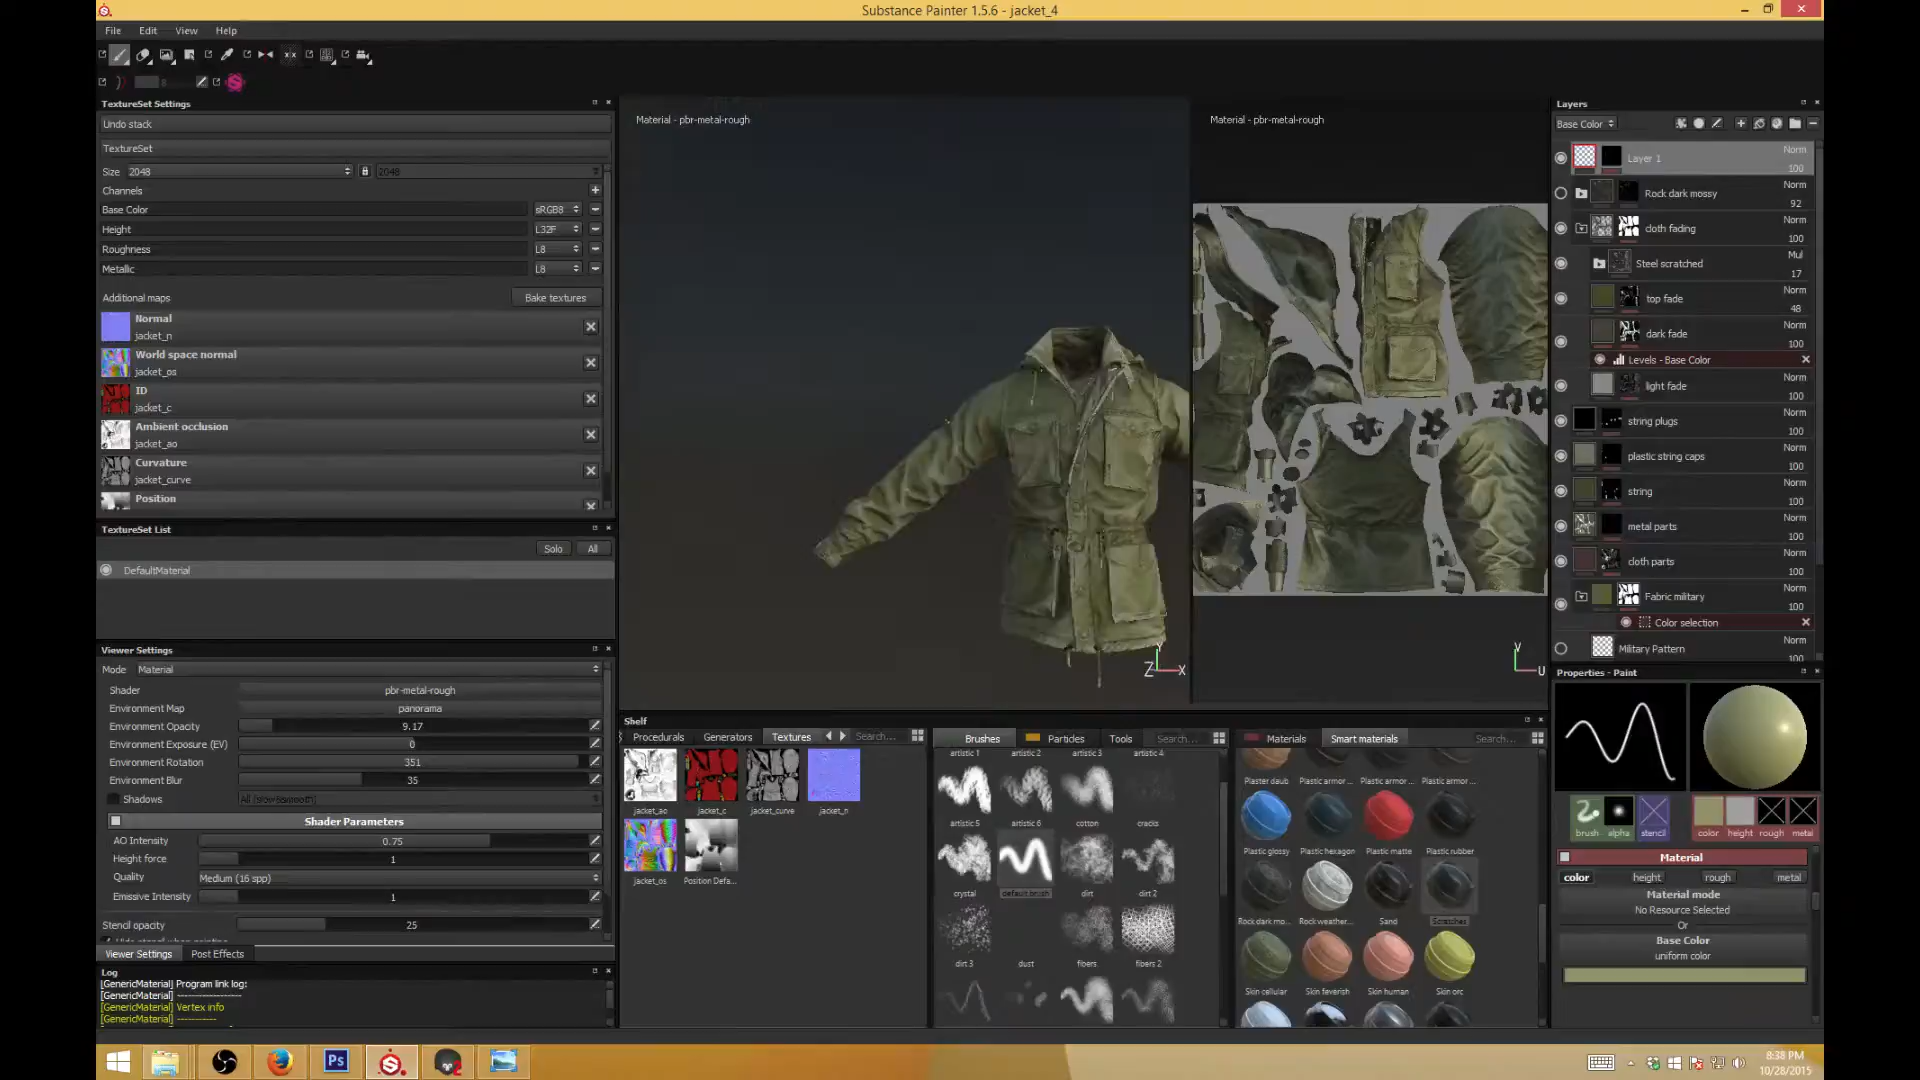 Substance Painter 1.5.6 - jacket_4
File Edit View Help
TextureSet Settings
Undo stack
TextureSet
Size 2048 2048
Channels
Base Color sRGB8
Height L32F
Roughness L8
Metallic L8
Additional maps Bake textures
Normal
jacket_n
World space normal
jacket_os
ID
jacket_c
Ambient occlusion
jacket_ao
Curvature
jacket_curve
Position
TextureSet List
Solo All
DefaultMaterial
Viewer Settings
Mode Material
Shader pbr-metal-rough
Environment Map panorama
Environment Opacity 9.17
Environment Exposure (EV) 0
Environment Rotation 351
Environment Blur 35
Shadows
Shader Parameters
AO Intensity 0.75
Height force 1
Quality Medium (16 spp)
Emissive Intensity 1
Stencil opacity 25
Viewer Settings Post Effects
Log
[GenericMaterial] Program link log:
[GenericMaterial] -------------------
[GenericMaterial] Vertex info
[GenericMaterial] -----------
Material - pbr-metal-rough
Z Y X
Material - pbr-metal-rough
V U
Shelf
Procedurals Generators Textures Search...
jacket_ao jacket_c jacket_curve jacket_n
jacket_os Position Defa...
Brushes Particles Tools Search...
artistic 1 artistic 2 artistic 3 artistic 4
artistic 5 artistic 6 cotton cracks
crystal default brush dirt dirt 2
dirt 3 dust fibers fibers 2
Materials Smart materials Search...
Plaster daub Plastic armor ... Plastic armor ... Plastic armor ...
Plastic glossy Plastic hexagon Plastic matte Plastic rubber
Rock dark mo... Rock weather... Sand Scratches
Skin cellular Skin feverish Skin human Skin orc
Layers
Base Color
Layer 1 Norm 100
Rock dark mossy Norm 92
cloth fading Norm 100
Steel scratched Mul 17
top fade Norm 48
dark fade Norm 100
Levels - Base Color
light fade Norm 100
string plugs Norm 100
plastic string caps Norm 100
string Norm 100
metal parts Norm 100
cloth parts Norm 100
Fabric military Norm 100
Color selection
Military Pattern Norm 100
Properties - Paint
brush alpha stencil color height rough metal
Material
color height rough metal
Material mode
No Resource Selected
Or
Base Color
uniform color
Ps
8:38 PM
10/28/2015